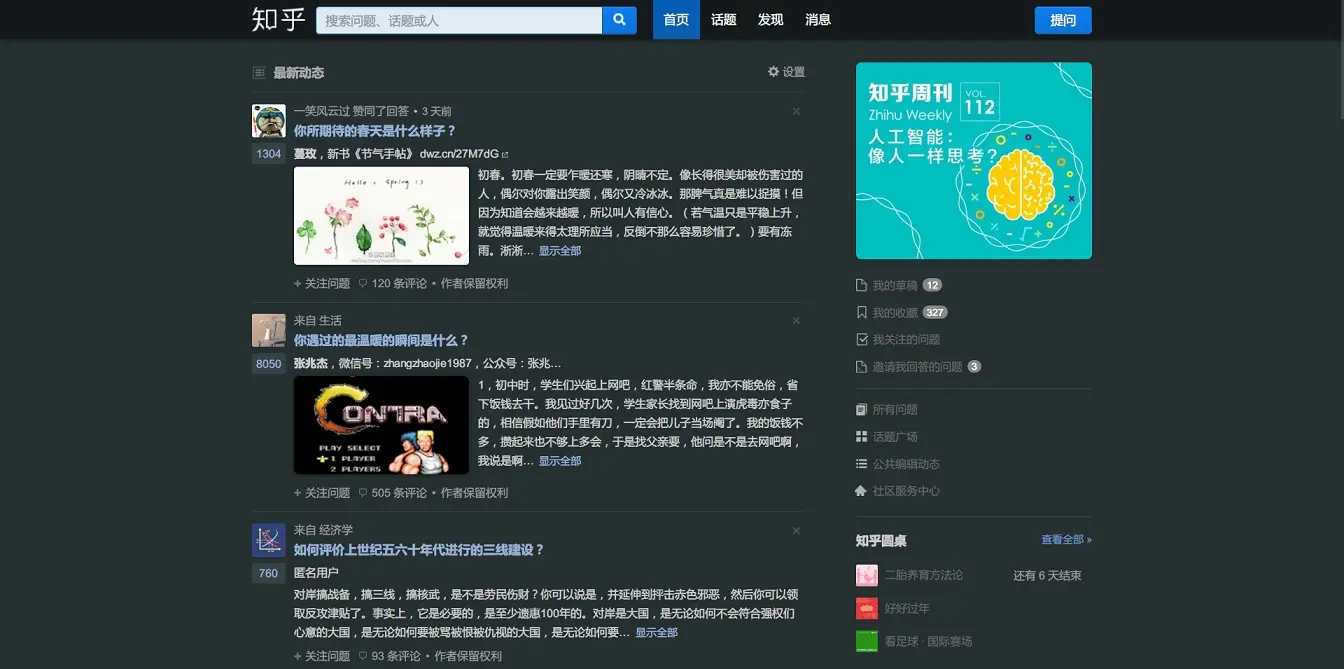 知乎
搜索问题、话题或人
首页 话题 发现 消息
提问
最新动态
设置
一笑风云过 赞同了回答 • 3 天前
你所期待的春天是什么样子？
1304
蔓玫，新书《节气手帖》 dwz.cn/27M7dG
Hello, Spring :)
初春。初春一定要乍暖还寒，阴晴不定。像长得很美却被伤害过的
人，偶尔对你露出笑颜，偶尔又冷冰冰。那脾气真是难以捉摸！但
因为知道会越来越暖，所以叫人有信心。（若气温只是平稳上升，
就觉得温暖来得太理所应当，反倒不那么容易珍惜了。）要有冻
雨。淅淅... 显示全部
+ 关注问题 120 条评论 • 作者保留权利
来自 生活
你遇过的最温暖的瞬间是什么？
8050
张兆杰，微信号：zhangzhaojie1987，公众号：张兆...
CONTRA
PLAY SELECT
1 PLAYER
2 PLAYERS
1，初中时，学生们兴起上网吧，红警半条命，我亦不能免俗，省
下饭钱去干。我见过好几次，学生家长找到网吧上演虎毒亦食子
的，相信假如他们手里有刀，一定会把儿子当场阉了。我的饭钱不
多，攒起来也不够上多会，于是找父亲要，他问是不是去网吧啊，
我说是啊... 显示全部
+ 关注问题 505 条评论 • 作者保留权利
来自 经济学
如何评价上世纪五六十年代进行的三线建设？
760
匿名用户
对岸搞战备，搞三线，搞核武，是不是劳民伤财？你可以说是，并延伸到抨击赤色邪恶，然后你可以领
取反攻津贴了。事实上，它是必要的，是至少遗惠100年的。对岸是大国，是无论如何不会符合强权们
心意的大国，是无论如何要被骂被恨被仇视的大国，是无论如何要... 显示全部
+ 关注问题 93 条评论 • 作者保留权利
知乎周刊 VOL. 112
Zhihu Weekly
人工智能：
像人一样思考？
我的草稿 12
我的收藏 327
我关注的问题
邀请我回答的问题 3
所有问题
话题广场
公共编辑动态
社区服务中心
知乎圆桌
查看全部 »
二胎养育方法论 还有 6 天结束
好好过年
看足球 · 国际赛场